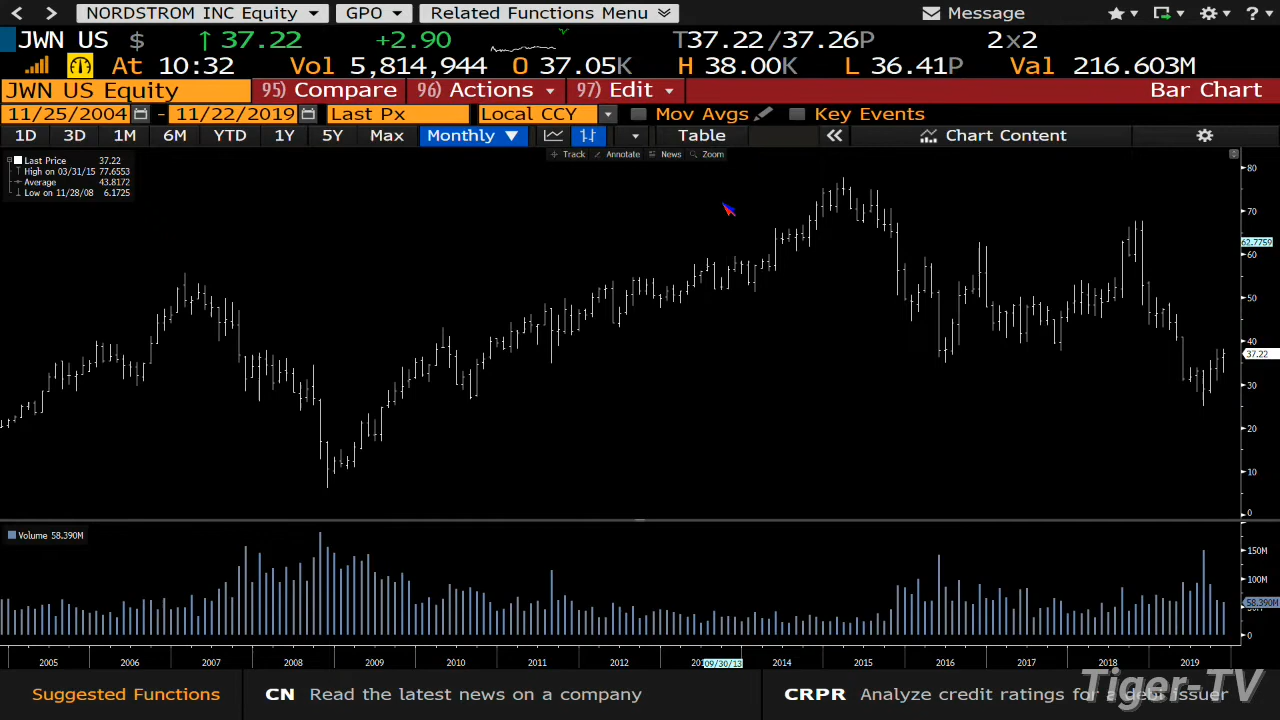 NORDSTROM INC Equity GPO Related Functions Menu Message
JWN US $ ↑ 37.22 +2.90 T37.22/37.26P 2x2
At 10:32 Vol 5,814,944 O 37.05K H 38.00K L 36.41P Val 216.603M
JWN US Equity 95) Compare 96) Actions 97) Edit Bar Chart
11/25/2004 - 11/22/2019 Last Px Local CCY Mov Avgs Key Events
1D 3D 1M 6M YTD 1Y 5Y Max Monthly ▼ Table « Chart Content
Track Annotate News Zoom
Last Price 37.22
High on 03/31/15 77.6553
Average 43.8172
Low on 11/28/08 6.1725
80
70
62.7759
60
50
40
37.22
30
20
10
0
Volume 58.390M
150M
100M
58.390M
0
2005 2006 2007 2008 2009 2010 2011 2012 09/30/13 2014 2015 2016 2017 2018 2019
Suggested Functions CN Read the latest news on a company CRPR Analyze credit ratings for a debt issuer
Tiger-TV